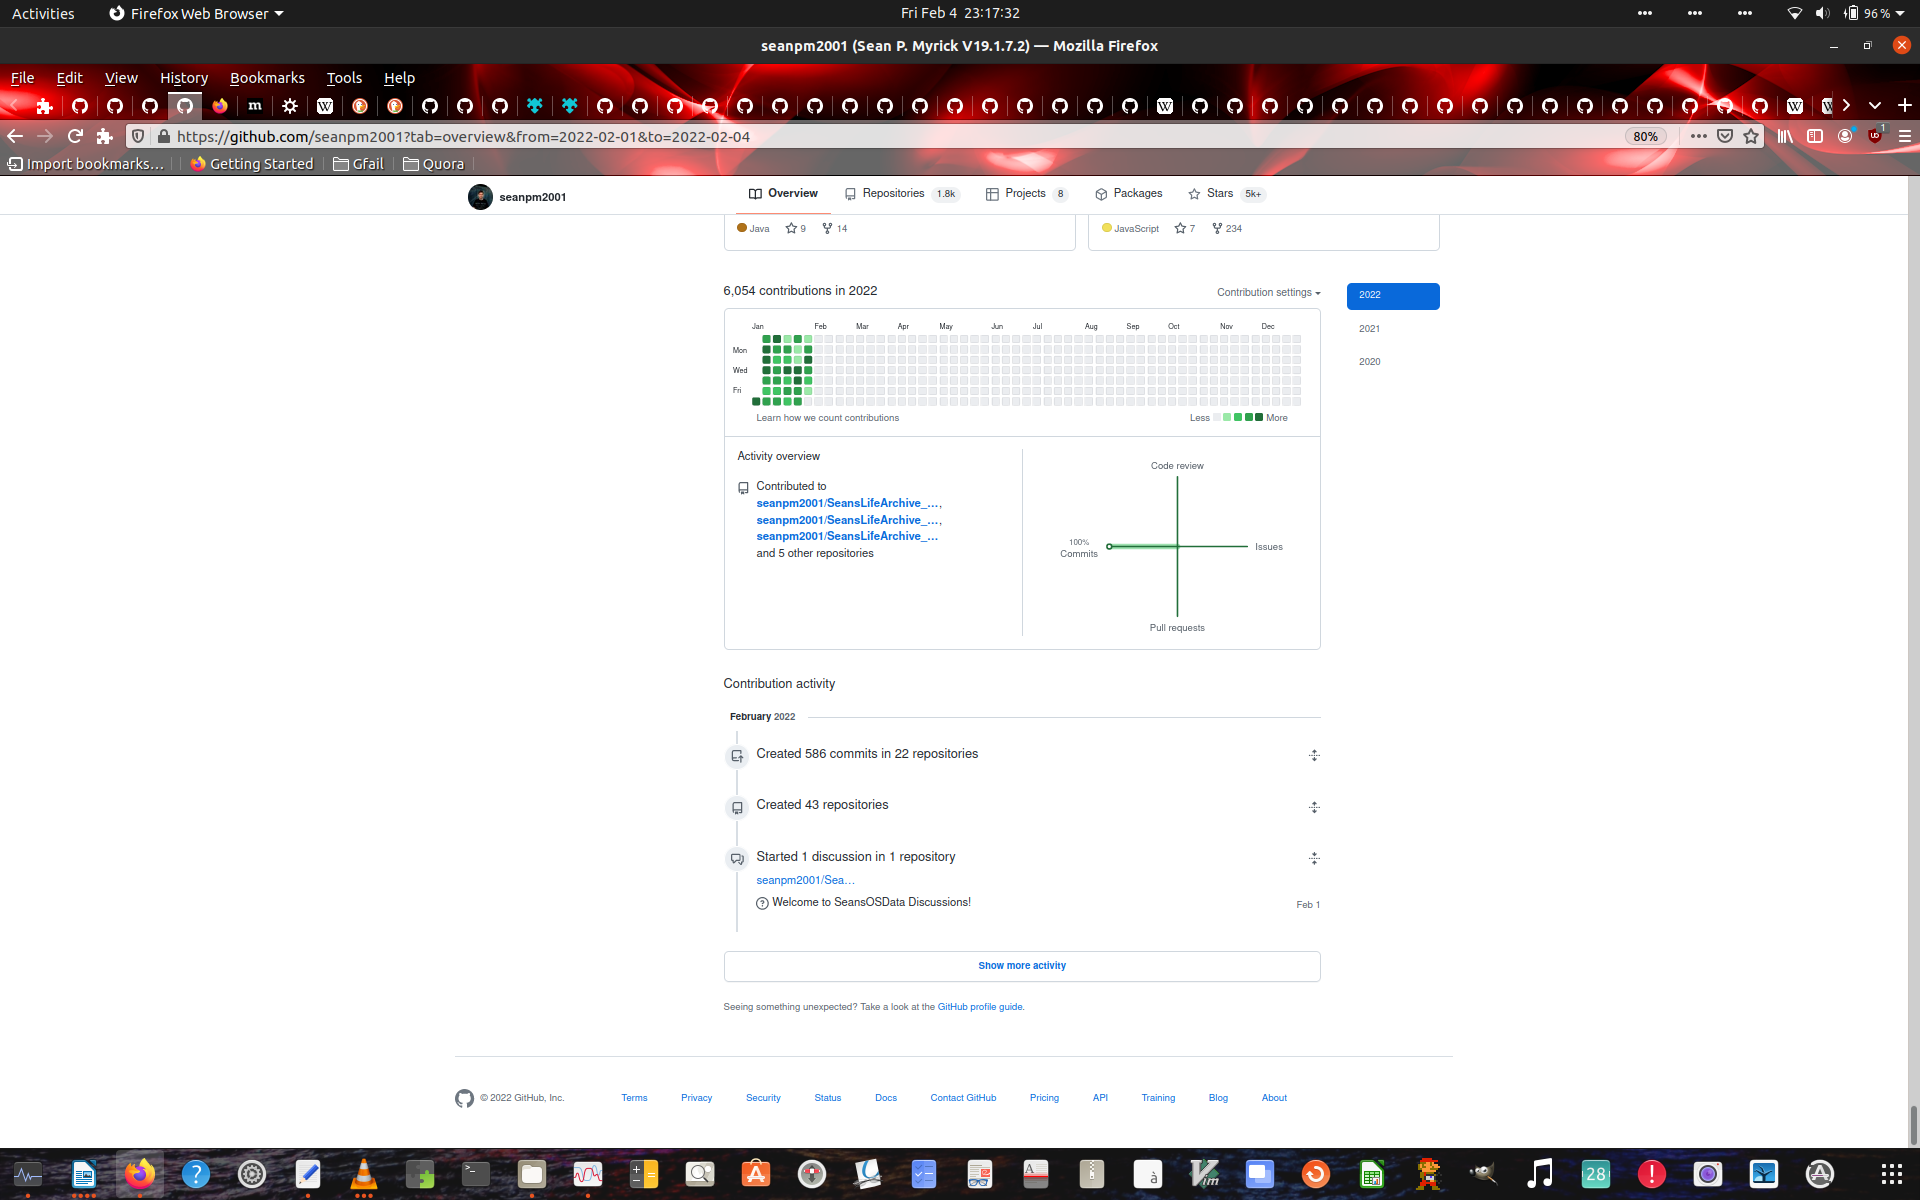 Activities
Firefox Web Browser
Fri Feb 4 23:17:32
96 %
seanpm2001 (Sean P. Myrick V19.1.7.2) — Mozilla Firefox
File Edit View History Bookmarks Tools Help
https://github.com/seanpm2001?tab=overview&from=2022-02-01&to=2022-02-04
80%
1
Import bookmarks...
Getting Started
Gfail
Quora
seanpm2001
Overview
Repositories 1.8k
Projects 8
Packages
Stars 5k+
Java 9 14
JavaScript 7 234
6,054 contributions in 2022
Contribution settings
2022
2021
2020
Jan Feb Mar Apr May Jun Jul Aug Sep Oct Nov Dec
Mon
Wed
Fri
Learn how we count contributions
Less More
Activity overview
Contributed to
seanpm2001/SeansLifeArchive_…,
seanpm2001/SeansLifeArchive_…,
seanpm2001/SeansLifeArchive_…
and 5 other repositories
Code review
100%
Commits
Issues
Pull requests
Contribution activity
February 2022
Created 586 commits in 22 repositories
Created 43 repositories
Started 1 discussion in 1 repository
seanpm2001/Sea…
Welcome to SeansOSData Discussions!
Feb 1
Show more activity
Seeing something unexpected? Take a look at the GitHub profile guide.
© 2022 GitHub, Inc.
Terms Privacy Security Status Docs Contact GitHub Pricing API Training Blog About
28